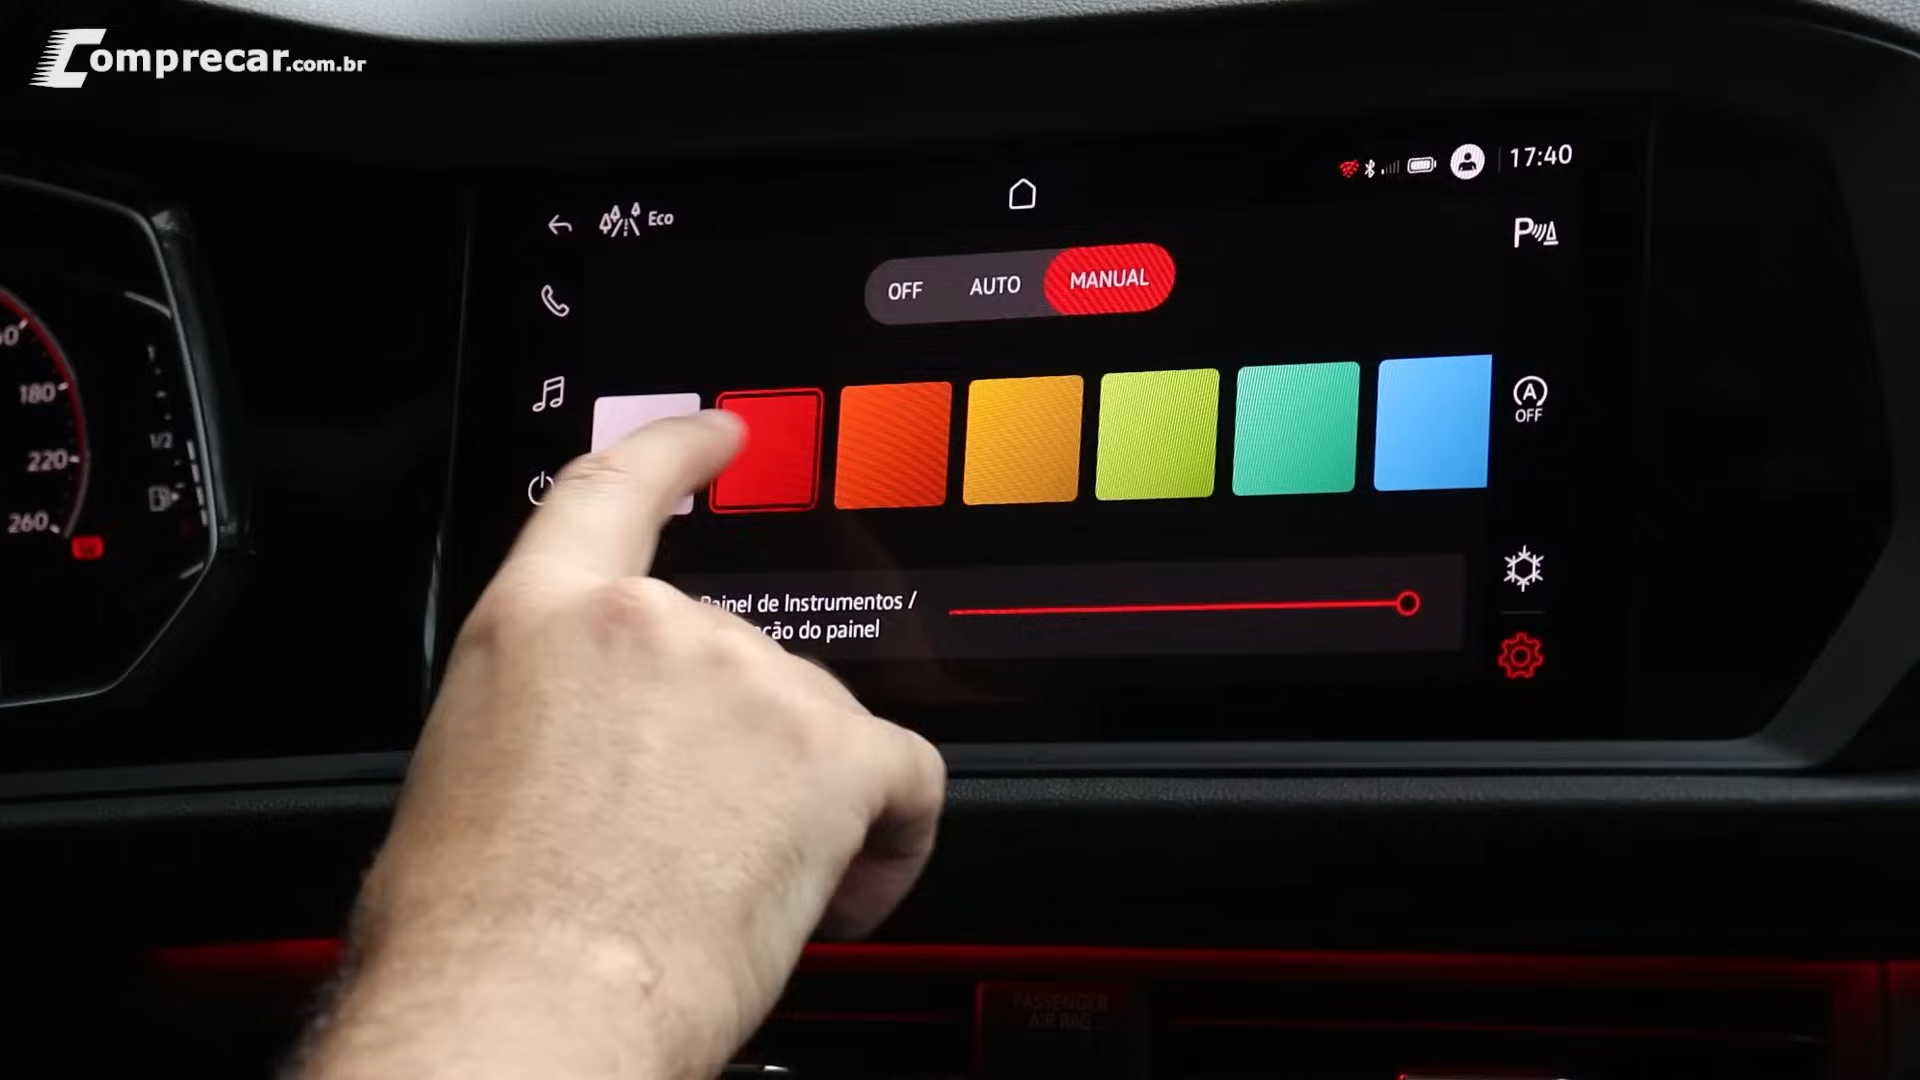 Comprecar.com.br
17:40
Eco
OFF
AUTO
MANUAL
180
1/2
220
260
OFF
Painel de Instrumentos /
ção do painel
PASSENGER
AIR BAG